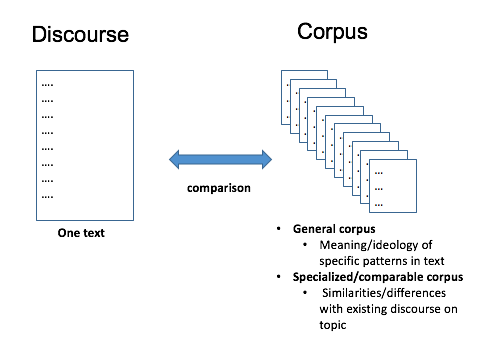 Discourse
Corpus
....
....
....
....
....
....
....
....
comparison
...
...
...
One text
• General corpus
• Meaning/ideology of
specific patterns in text
• Specialized/comparable corpus
• Similarities/differences
with existing discourse on
topic